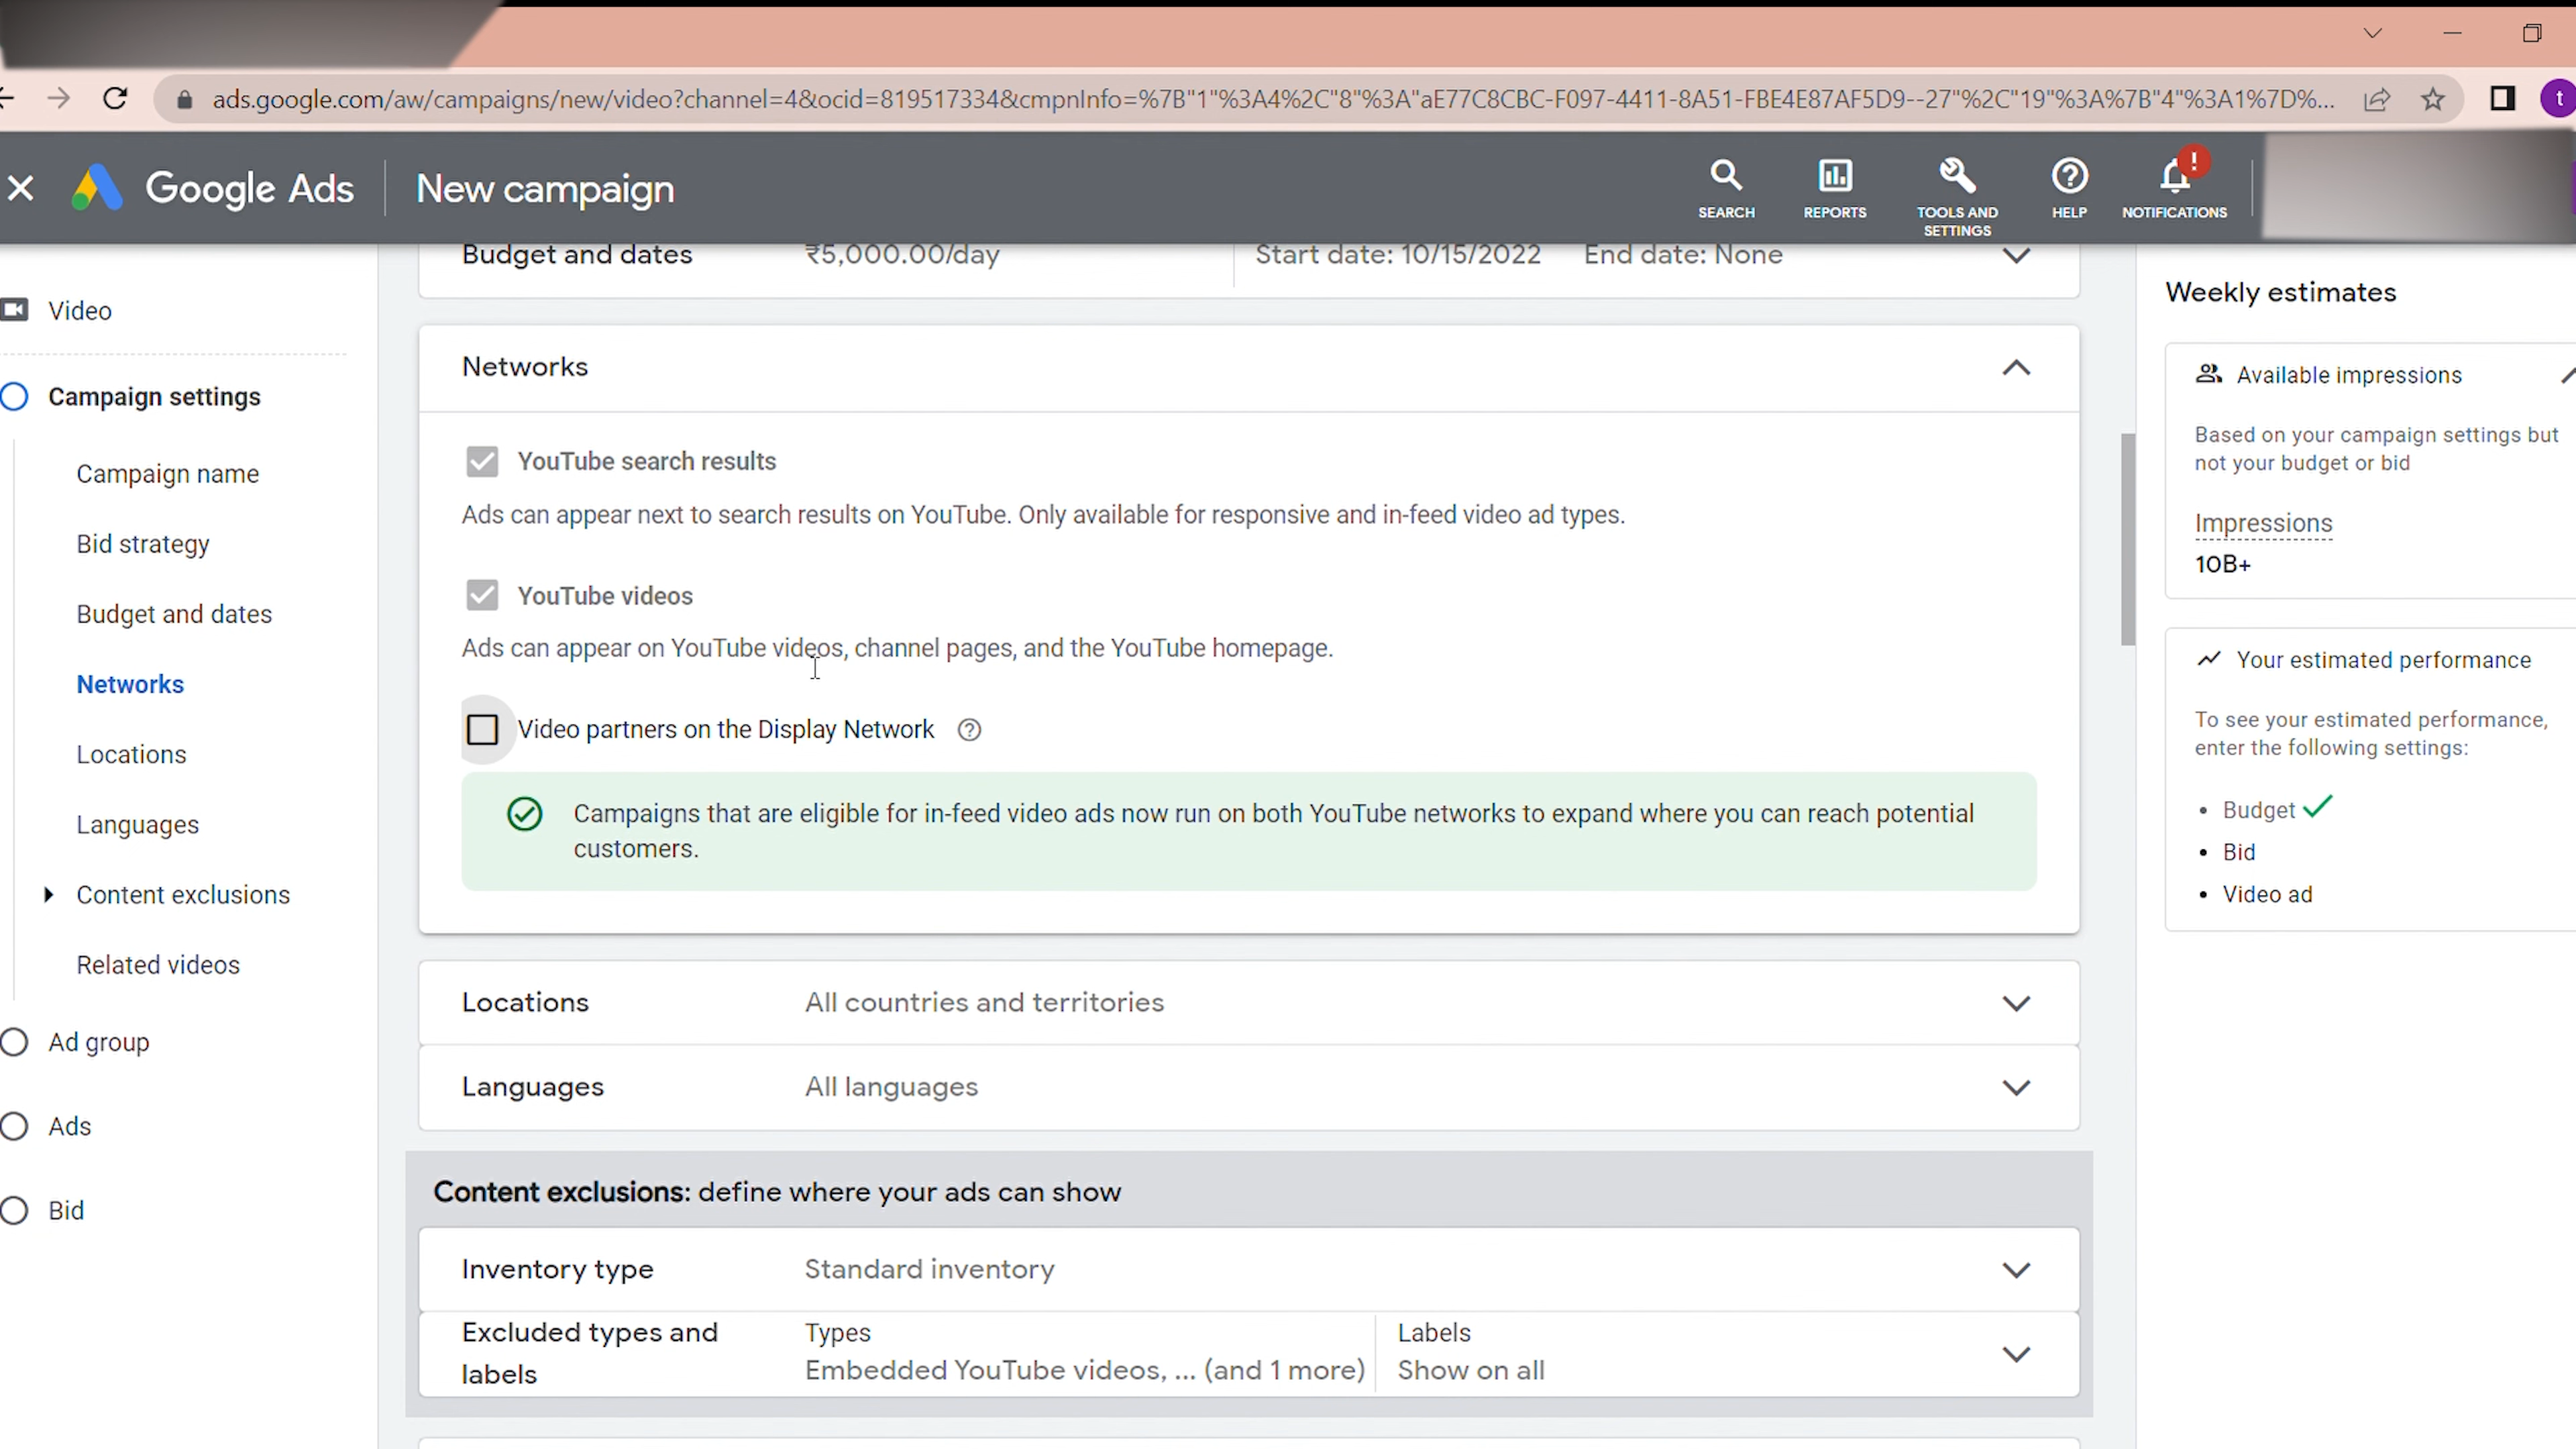 ads.google.com/aw/campaigns/new/video?channel=4&ocid=819517334&cmpnInfo=%7B"1"%3A4%2C"8"%3A"aE77C8CBC-F097-4411-8A51-FBE4E87AF5D9--27"%2C"19"%3A%7B"4"%3A1%7D%...
t
Google Ads
New campaign
SEARCH
REPORTS
TOOLS AND
SETTINGS
HELP
!
NOTIFICATIONS
Video
Campaign settings
Campaign name
Bid strategy
Budget and dates
Networks
Locations
Languages
Content exclusions
Related videos
Ad group
Ads
Bid
Budget and dates
₹5,000.00/day
Start date: 10/15/2022
End date: None
Networks
YouTube search results
Ads can appear next to search results on YouTube. Only available for responsive and in-feed video ad types.
YouTube videos
Ads can appear on YouTube videos, channel pages, and the YouTube homepage.
Video partners on the Display Network
Campaigns that are eligible for in-feed video ads now run on both YouTube networks to expand where you can reach potential
customers.
Locations
All countries and territories
Languages
All languages
Content exclusions: define where your ads can show
Inventory type
Standard inventory
Excluded types and
labels
Types
Embedded YouTube videos, ... (and 1 more)
Labels
Show on all
Weekly estimates
Available impressions
Based on your campaign settings but
not your budget or bid
Impressions
10B+
Your estimated performance
To see your estimated performance,
enter the following settings:
• Budget
• Bid
• Video ad